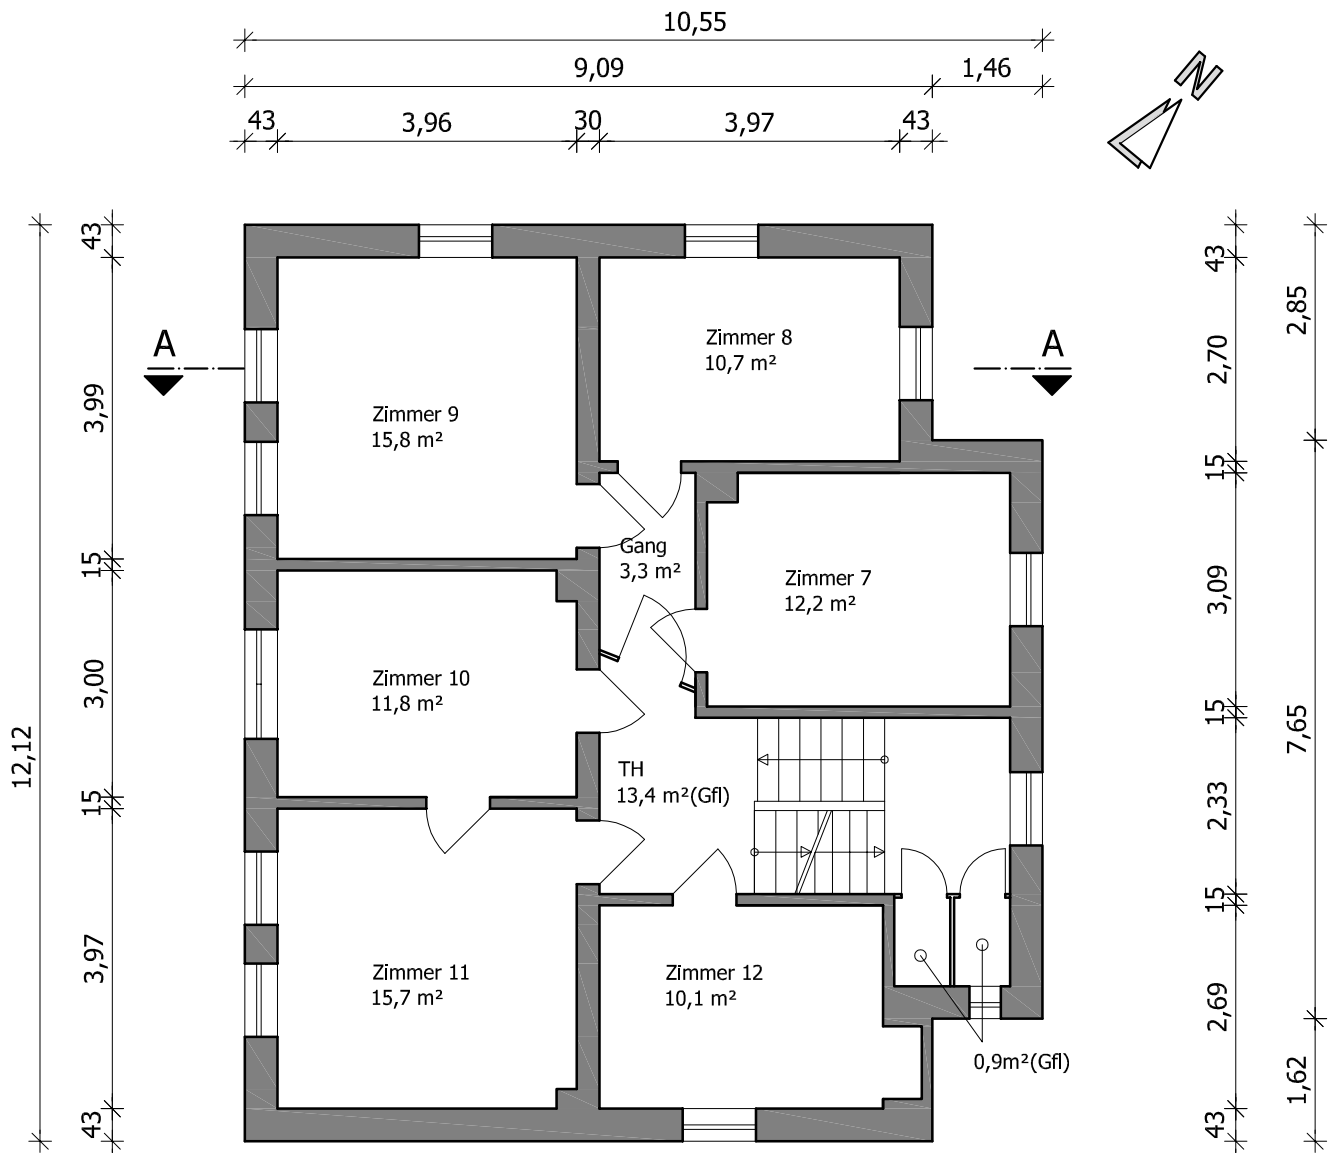 10,55
9,09
1,46
43
3,96
30
3,97
43
N
12,12
43
3,99
15
3,00
15
3,97
43
A
A
43
2,70
15
3,09
15
2,33
15
2,69
43
2,85
7,65
1,62
Zimmer 8
10,7 m²
Zimmer 9
15,8 m²
Gang
3,3 m²
Zimmer 7
12,2 m²
Zimmer 10
11,8 m²
TH
13,4 m²(Gfl)
Zimmer 11
15,7 m²
Zimmer 12
10,1 m²
0,9m²(Gfl)